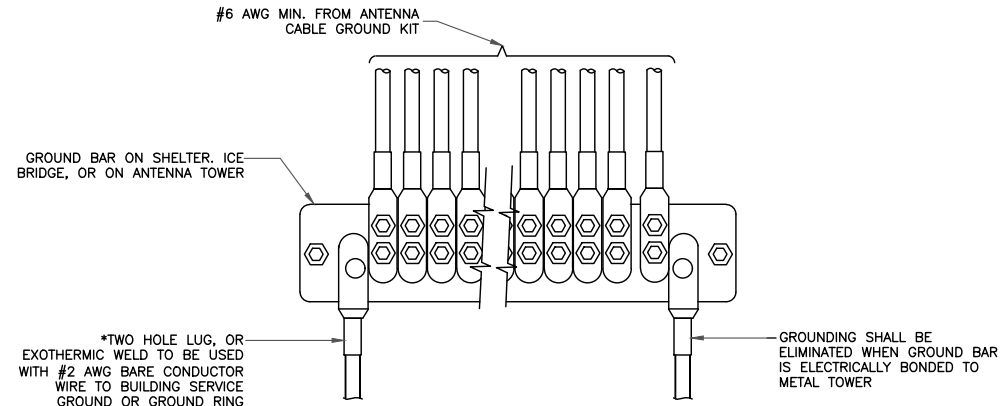 #6 AWG MIN. FROM ANTENNA
CABLE GROUND KIT
GROUND BAR ON SHELTER. ICE
BRIDGE, OR ON ANTENNA TOWER
*TWO HOLE LUG, OR
EXOTHERMIC WELD TO BE USED
WITH #2 AWG BARE CONDUCTOR
WIRE TO BUILDING SERVICE
GROUND OR GROUND RING
GROUNDING SHALL BE
ELIMINATED WHEN GROUND BAR
IS ELECTRICALLY BONDED TO
METAL TOWER